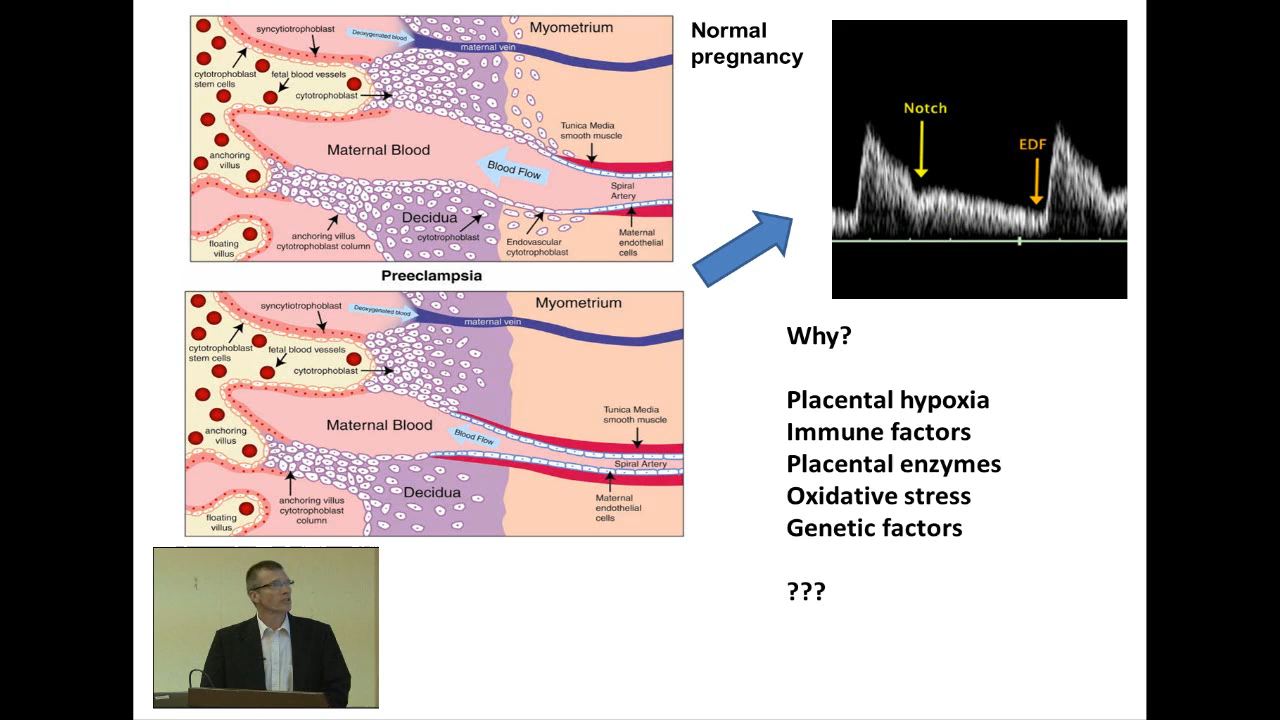 syncytiotrophoblast
Deoxygenated blood
maternal vein
Myometrium
cytotrophoblast
stem cells
fetal blood vessels
cytotrophoblast
Tunica Media
smooth muscle
Maternal Blood
anchoring
villus
Blood Flow
Spiral
Artery
Decidua
cytotrophoblast
floating
villus
anchoring villus
cytotrophoblast column
Endovascular
cytotrophoblast
Maternal
endothelial
cells
Normal
pregnancy
Notch
EDF
Preeclampsia
syncytiotrophoblast
Deoxygenated blood
maternal vein
Myometrium
cytotrophoblast
stem cells
fetal blood vessels
cytotrophoblast
Tunica Media
smooth muscle
Maternal Blood
anchoring
villus
Blood Flow
Spiral Artery
Decidua
floating
villus
anchoring villus
cytotrophoblast
column
Maternal
endothelial
cells
Why?
Placental hypoxia
Immune factors
Placental enzymes
Oxidative stress
Genetic factors
???